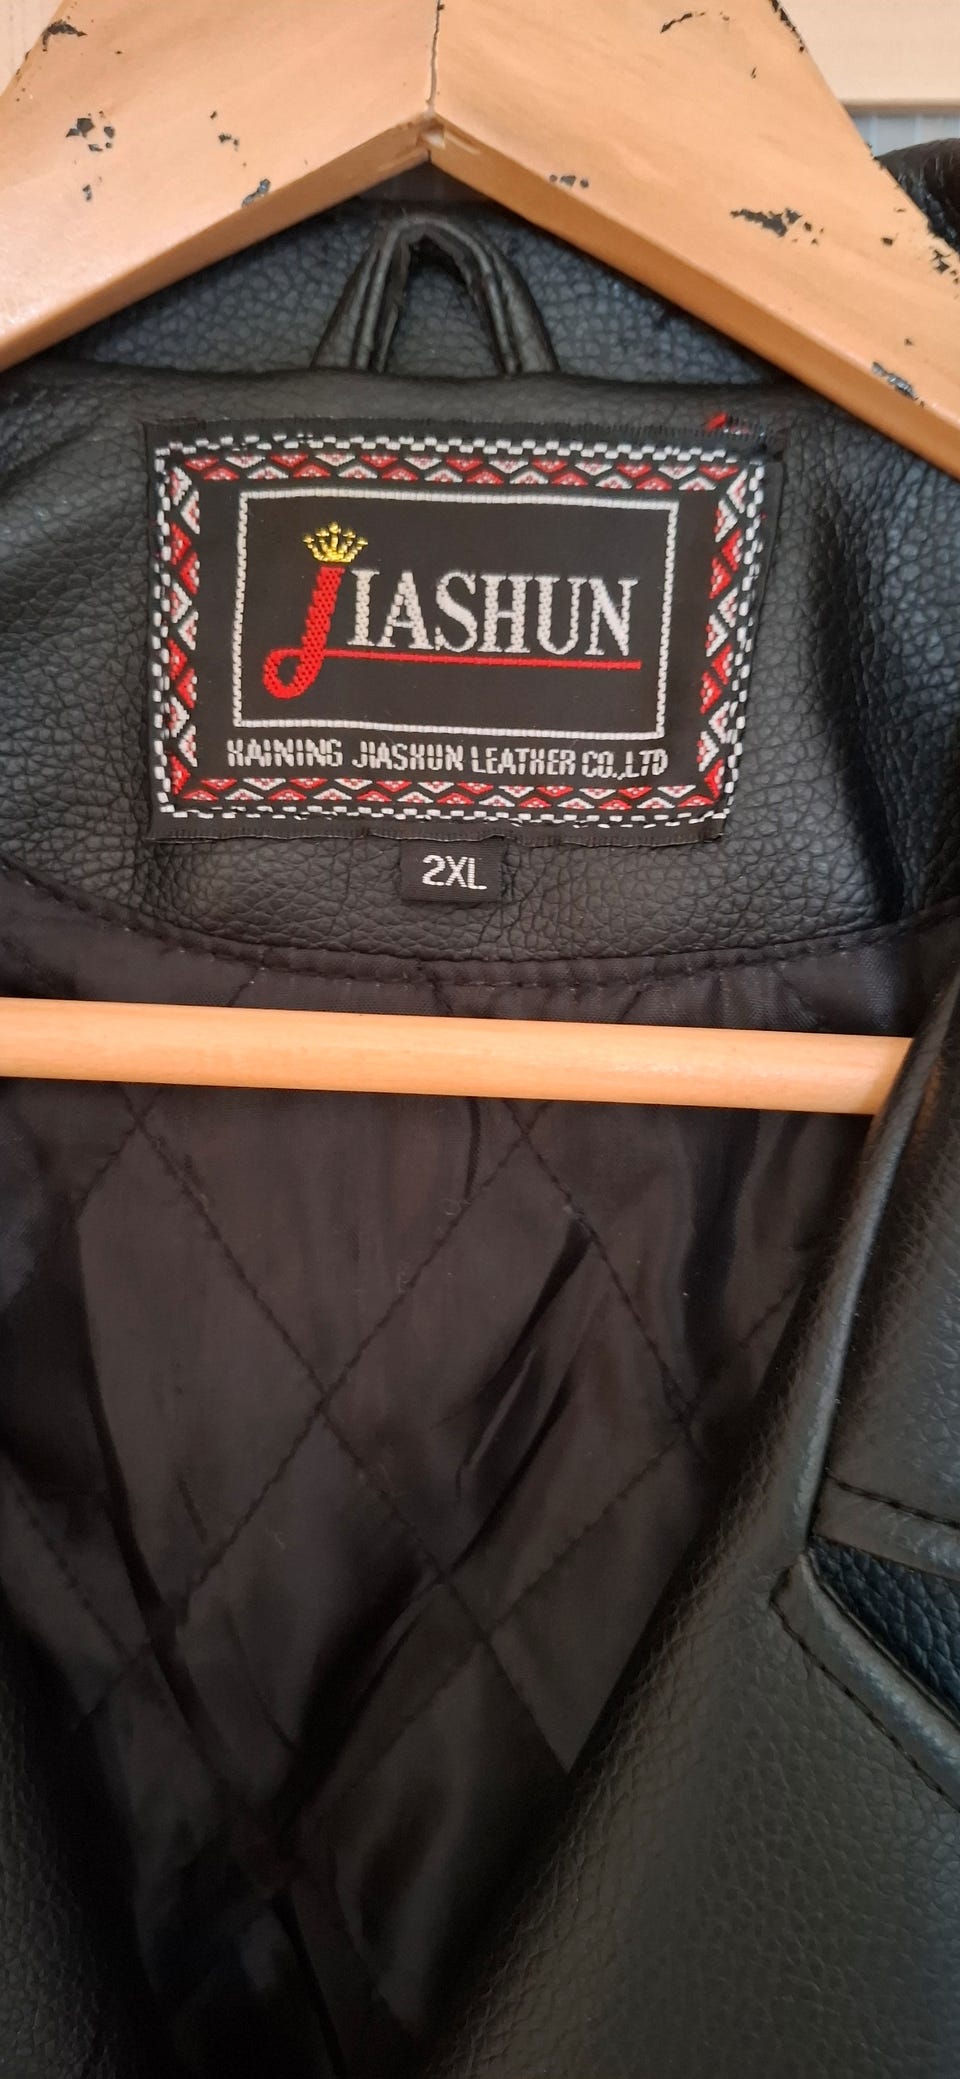 JIASHUN
HAINING JIASHUN LEATHER CO.,LTD
2XL